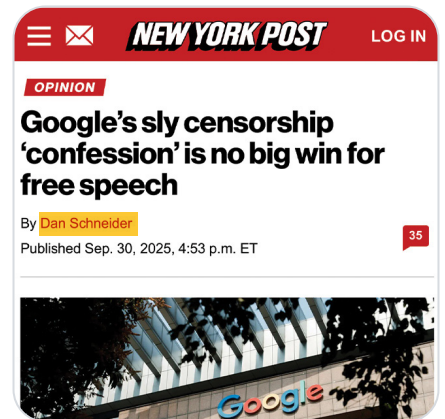 NEW YORK POST
LOG IN
OPINION
Google's sly censorship
'confession' is no big win for
free speech
By Dan Schneider
Published Sep. 30, 2025, 4:53 p.m. ET
35
Google